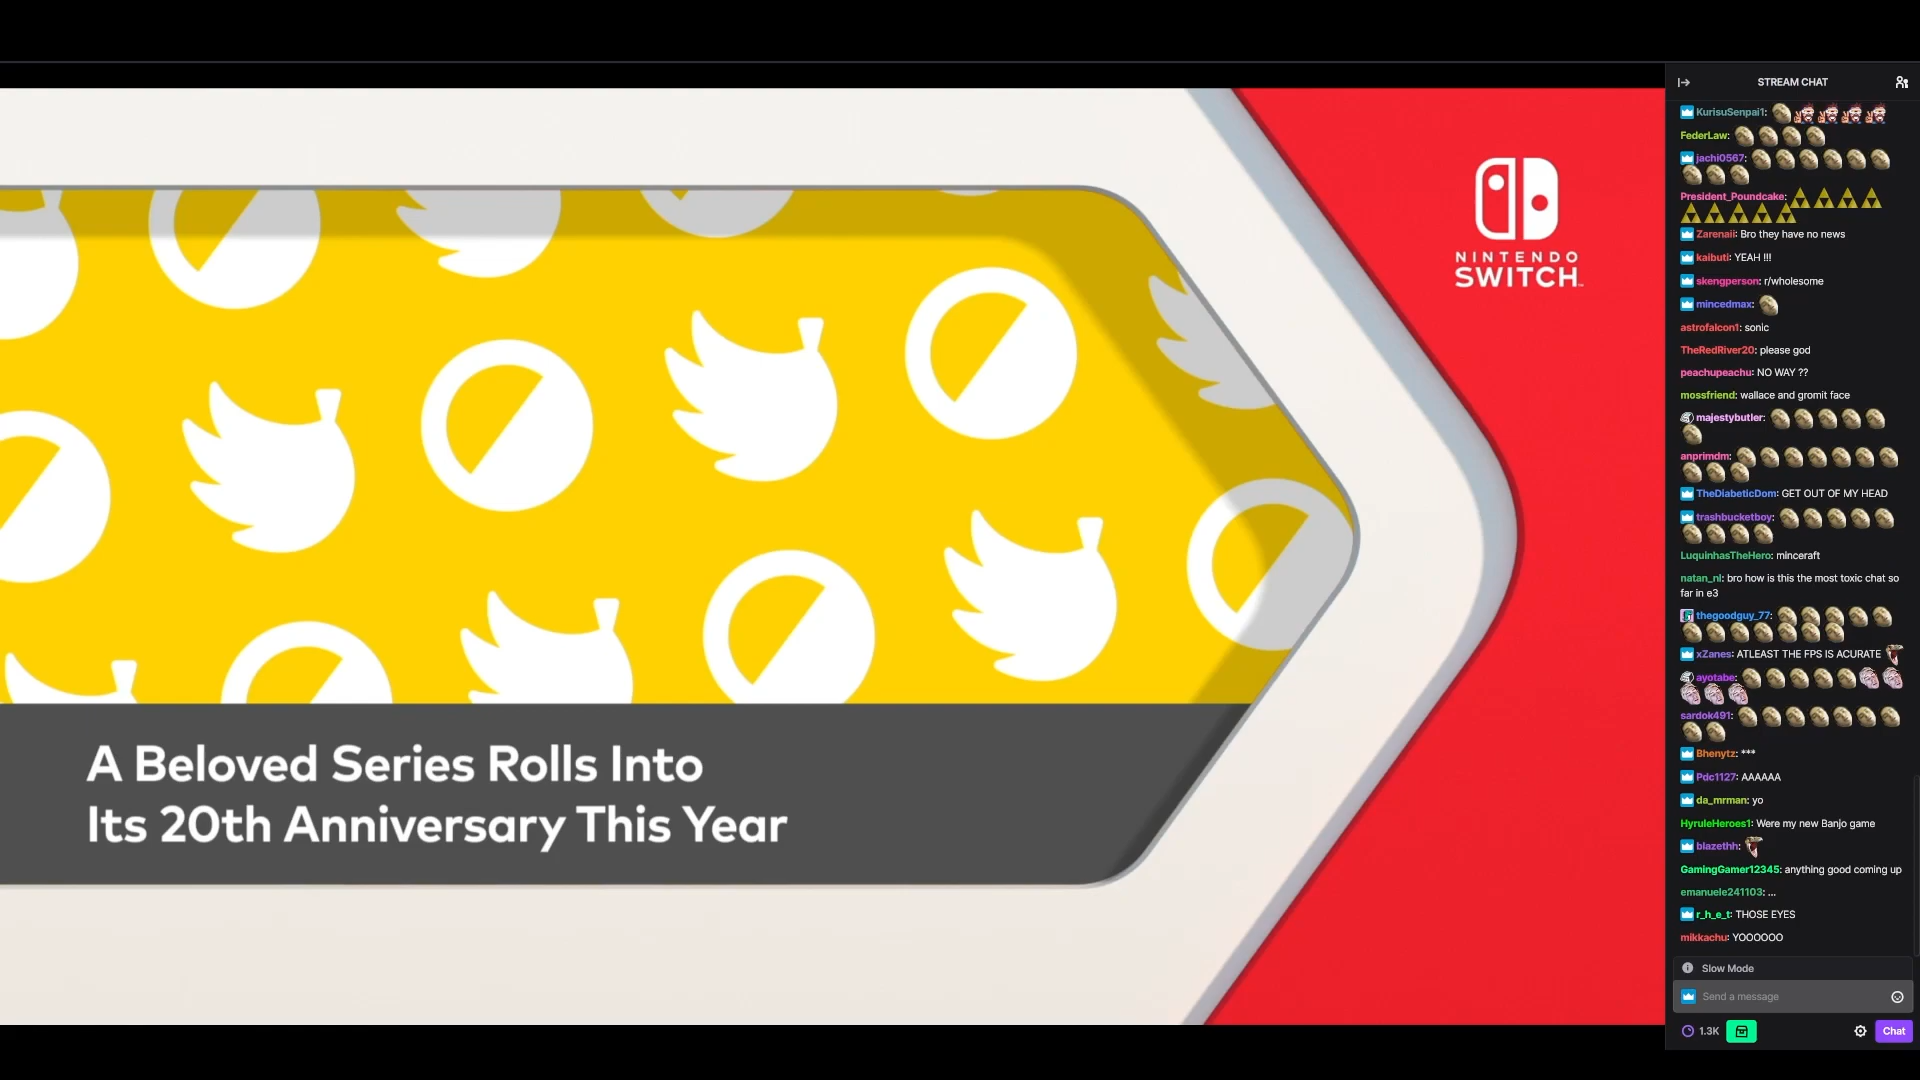 NINTENDO
SWITCH
A Beloved Series Rolls Into
Its 20th Anniversary This Year
STREAM CHAT
KurisuSenpai1:
FederLaw:
jachi0567:
President_Poundcake:
Zarenaii: Bro they have no news
kaibuti: YEAH !!!
skengperson: r/wholesome
mincedmax:
astrofalcon1: sonic
TheRedRiver20: please god
peachupeachu: NO WAY ??
mossfriend: wallace and gromit face
majestybutler:
anprimdm:
TheDiabeticDom: GET OUT OF MY HEAD
trashbucketboy:
LuquinhasTheHero: minceraft
natan_nl: bro how is this the most toxic chat so
far in e3
thegoodguy_77:
xZanes: ATLEAST THE FPS IS ACURATE
ayotabe:
sardok491:
Bhenytz: ***
Pdc1127: AAAAAA
da_mrman: yo
HyruleHeroes1: Were my new Banjo game
blazethh:
GamingGamer12345: anything good coming up
emanuele241103: ...
r_h_e_t: THOSE EYES
mikkachu: YOOOOOO
Slow Mode
Send a message
1.3K
Chat